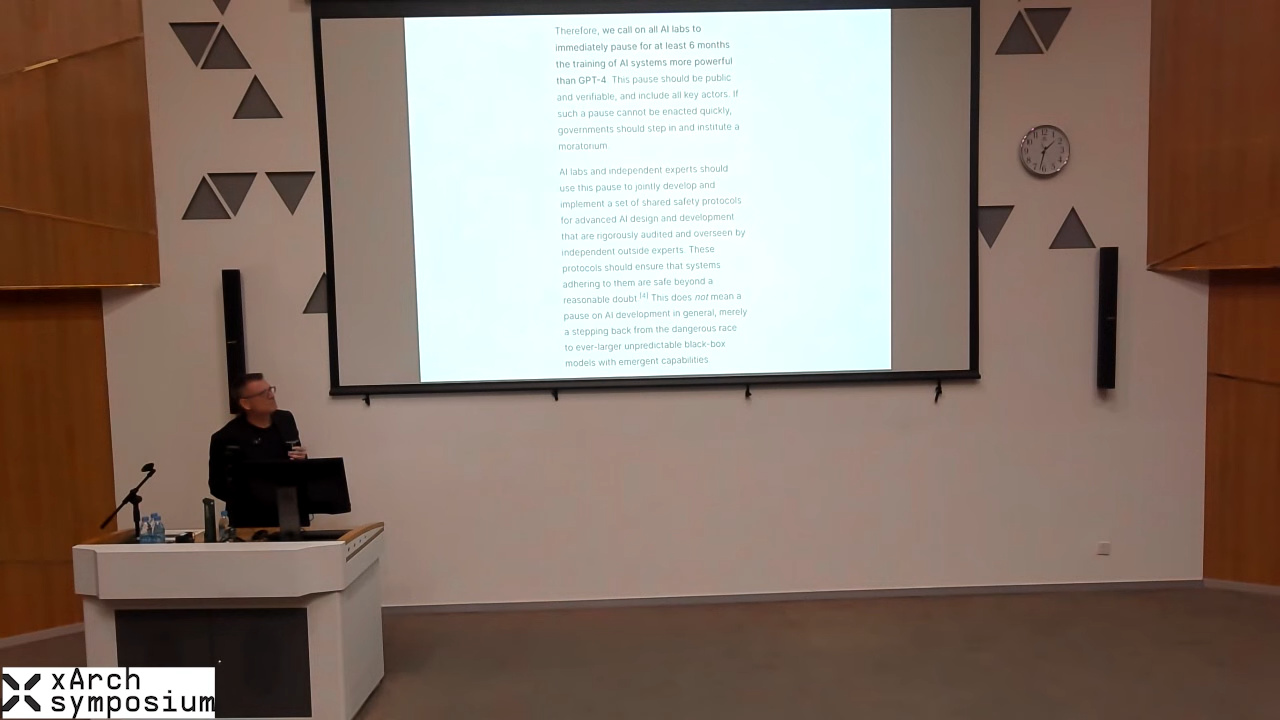 Therefore, we call on all AI labs to
immediately pause for at least 6 months
the training of AI systems more powerful
than GPT-4. This pause should be public
and verifiable, and include all key actors. If
such a pause cannot be enacted quickly,
governments should step in and institute a
moratorium.
AI labs and independent experts should
use this pause to jointly develop and
implement a set of shared safety protocols
for advanced AI design and development
that are rigorously audited and overseen by
independent outside experts. These
protocols should ensure that systems
adhering to them are safe beyond a
reasonable doubt.[4] This does not mean a
pause on AI development in general, merely
a stepping back from the dangerous race
to ever-larger unpredictable black-box
models with emergent capabilities.
xArch
symposium